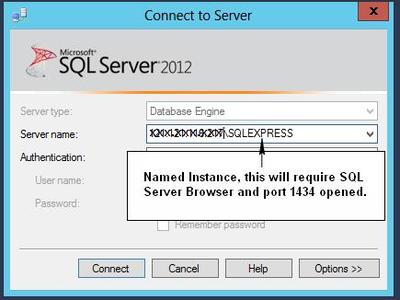 Connect to Server
x
Microsoft
SQL Server 2012
Server type:
Database Engine
Server name:
\SQLEXPRESS
Authentication:
Named Instance, this will require SQL
Server Browser and port 1434 opened.
User name:
Password:
Remember password
Connect
Cancel
Help
Options >>